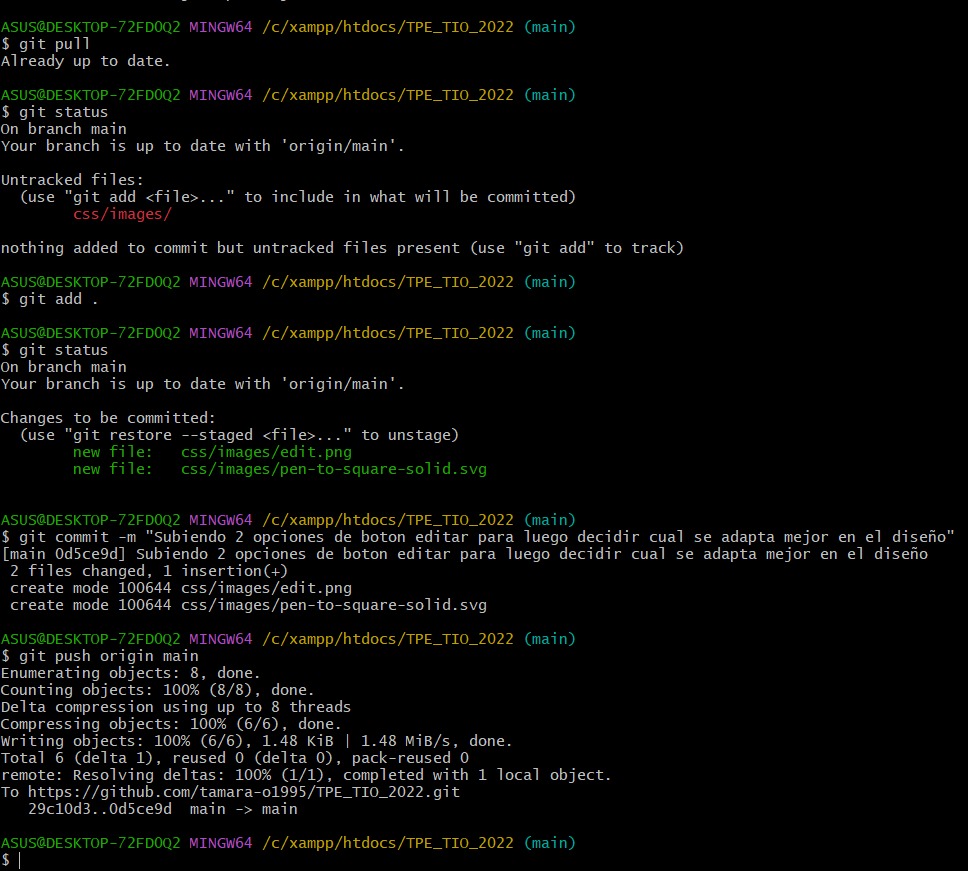 ASUS@DESKTOP-72FDOQ2 MINGW64 /c/xampp/htdocs/TPE_TIO_2022 (main)
$ git pull
Already up to date.
ASUS@DESKTOP-72FDOQ2 MINGW64 /c/xampp/htdocs/TPE_TIO_2022 (main)
$ git status
On branch main
Your branch is up to date with 'origin/main'.
Untracked files:
(use "git add <file>..." to include in what will be committed)
css/images/
nothing added to commit but untracked files present (use "git add" to track)
ASUS@DESKTOP-72FDOQ2 MINGW64 /c/xampp/htdocs/TPE_TIO_2022 (main)
$ git add .
ASUS@DESKTOP-72FDOQ2 MINGW64 /c/xampp/htdocs/TPE_TIO_2022 (main)
$ git status
On branch main
Your branch is up to date with 'origin/main'.
Changes to be committed:
(use "git restore --staged <file>..." to unstage)
new file:   css/images/edit.png
new file:   css/images/pen-to-square-solid.svg
ASUS@DESKTOP-72FDOQ2 MINGW64 /c/xampp/htdocs/TPE_TIO_2022 (main)
$ git commit -m "Subiendo 2 opciones de boton editar para luego decidir cual se adapta mejor en el diseño"
[main 0d5ce9d] Subiendo 2 opciones de boton editar para luego decidir cual se adapta mejor en el diseño
2 files changed, 1 insertion(+)
create mode 100644 css/images/edit.png
create mode 100644 css/images/pen-to-square-solid.svg
ASUS@DESKTOP-72FDOQ2 MINGW64 /c/xampp/htdocs/TPE_TIO_2022 (main)
$ git push origin main
Enumerating objects: 8, done.
Counting objects: 100% (8/8), done.
Delta compression using up to 8 threads
Compressing objects: 100% (6/6), done.
Writing objects: 100% (6/6), 1.48 KiB | 1.48 MiB/s, done.
Total 6 (delta 1), reused 0 (delta 0), pack-reused 0
remote: Resolving deltas: 100% (1/1), completed with 1 local object.
To https://github.com/tamara-o1995/TPE_TIO_2022.git
29c10d3..0d5ce9d  main -> main
ASUS@DESKTOP-72FDOQ2 MINGW64 /c/xampp/htdocs/TPE_TIO_2022 (main)
$